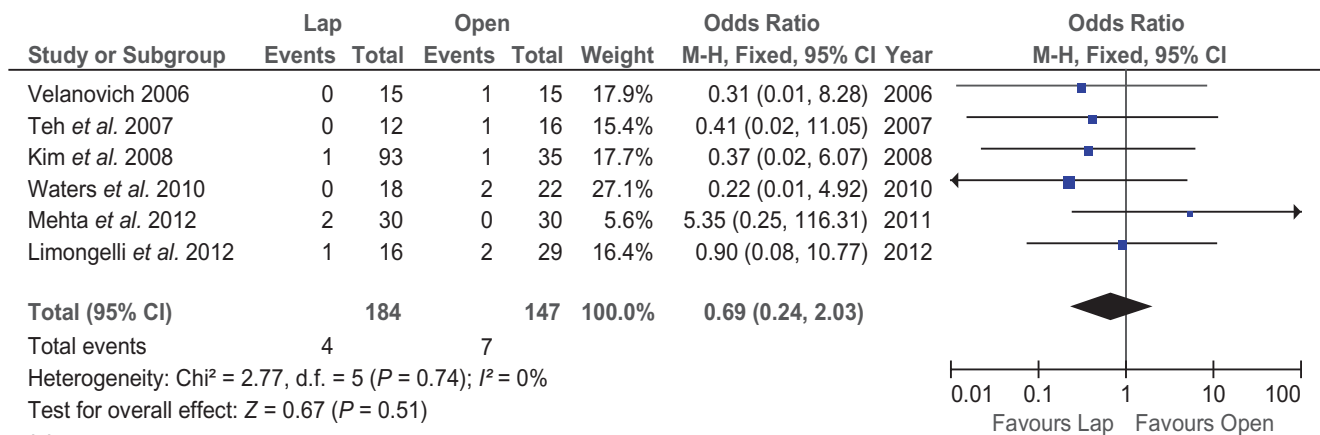 Lap Open Odds Ratio Odds Ratio
Study or Subgroup Events Total Events Total Weight M-H, Fixed, 95% CI Year M-H, Fixed, 95% CI
Velanovich 2006 0 15 1 15 17.9% 0.31 (0.01, 8.28) 2006
Teh et al. 2007 0 12 1 16 15.4% 0.41 (0.02, 11.05) 2007
Kim et al. 2008 1 93 1 35 17.7% 0.37 (0.02, 6.07) 2008
Waters et al. 2010 0 18 2 22 27.1% 0.22 (0.01, 4.92) 2010
Mehta et al. 2012 2 30 0 30 5.6% 5.35 (0.25, 116.31) 2011
Limongelli et al. 2012 1 16 2 29 16.4% 0.90 (0.08, 10.77) 2012
Total (95% CI) 184 147 100.0% 0.69 (0.24, 2.03)
Total events 4 7
Heterogeneity: Chi² = 2.77, d.f. = 5 (P = 0.74); I² = 0%
Test for overall effect: Z = 0.67 (P = 0.51)
0.01 0.1 1 10 100
Favours Lap Favours Open